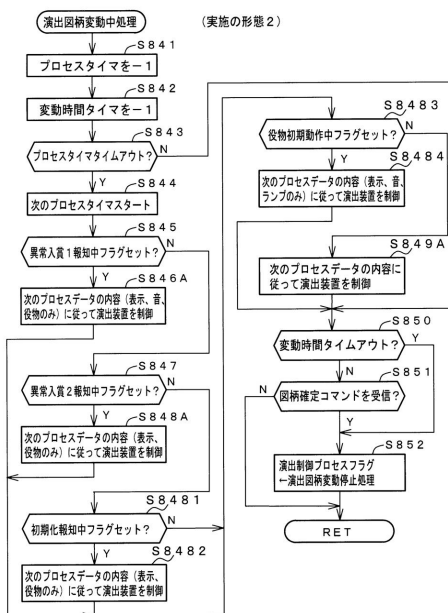 演出図柄変動中処理
(実施の形態2)
S841
プロセスタイマを−1
S842
変動時間タイマを−1
S843
プロセスタイマタイムアウト？
N
Y
S844
次のプロセスタイマスタート
S845
異常入賞1報知中フラグセット？
N
Y
S846A
次のプロセスデータの内容（表示、音、
役物のみ）に従って演出装置を制御
S847
異常入賞2報知中フラグセット？
N
Y
S848A
次のプロセスデータの内容（表示、
役物のみ）に従って演出装置を制御
S8481
初期化報知中フラグセット？
N
Y
S8482
次のプロセスデータの内容（表示、
役物のみ）に従って演出装置を制御
S8483
役物初期動作中フラグセット？
N
Y
S8484
次のプロセスデータの内容（表示、音、
ランプのみ）に従って演出装置を制御
S849A
次のプロセスデータの内容に
従って演出装置を制御
S850
変動時間タイムアウト？
Y
N
S851
図柄確定コマンドを受信？
N
Y
S852
演出制御プロセスフラグ
←演出図柄変動停止処理
RET